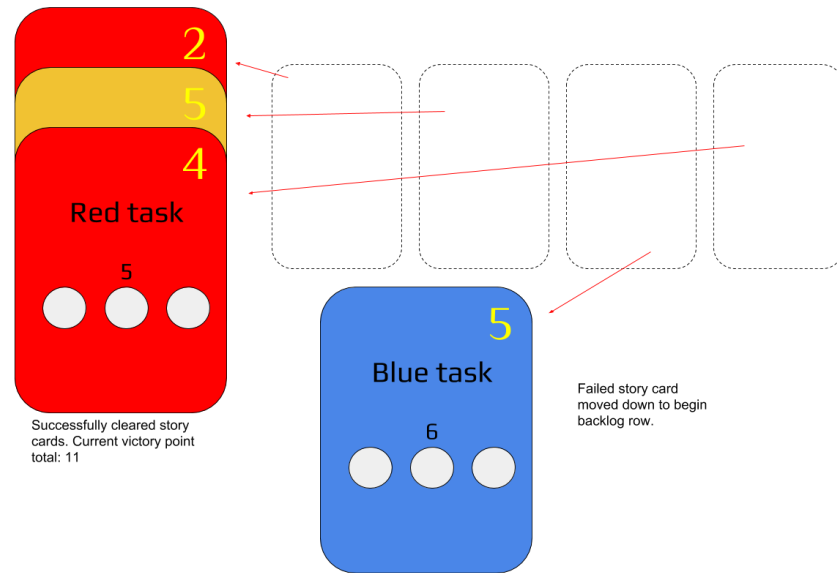 2
5
4
Red task
5
Successfully cleared story
cards. Current victory point
total: 11
5
Blue task
6
Failed story card
moved down to begin
backlog row.